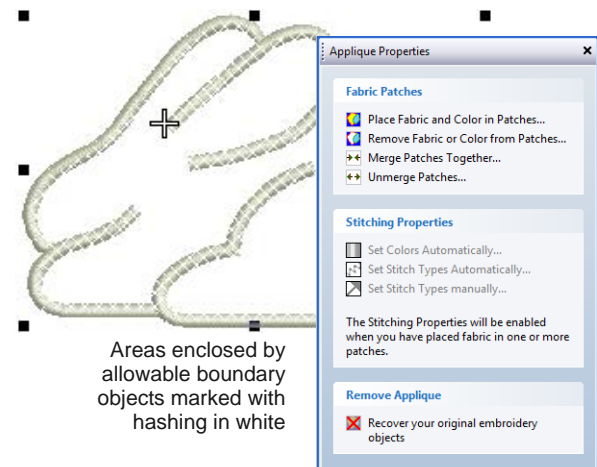 Applique Properties
Fabric Patches
Place Fabric and Color in Patches...
Remove Fabric or Color from Patches...
Merge Patches Together...
Unmerge Patches...
Stitching Properties
Set Colors Automatically...
Set Stitch Types Automatically...
Set Stitch Types manually...
The Stitching Properties will be enabled
when you have placed fabric in one or more
patches.
Remove Applique
Recover your original embroidery
objects
Areas enclosed by
allowable boundary
objects marked with
hashing in white